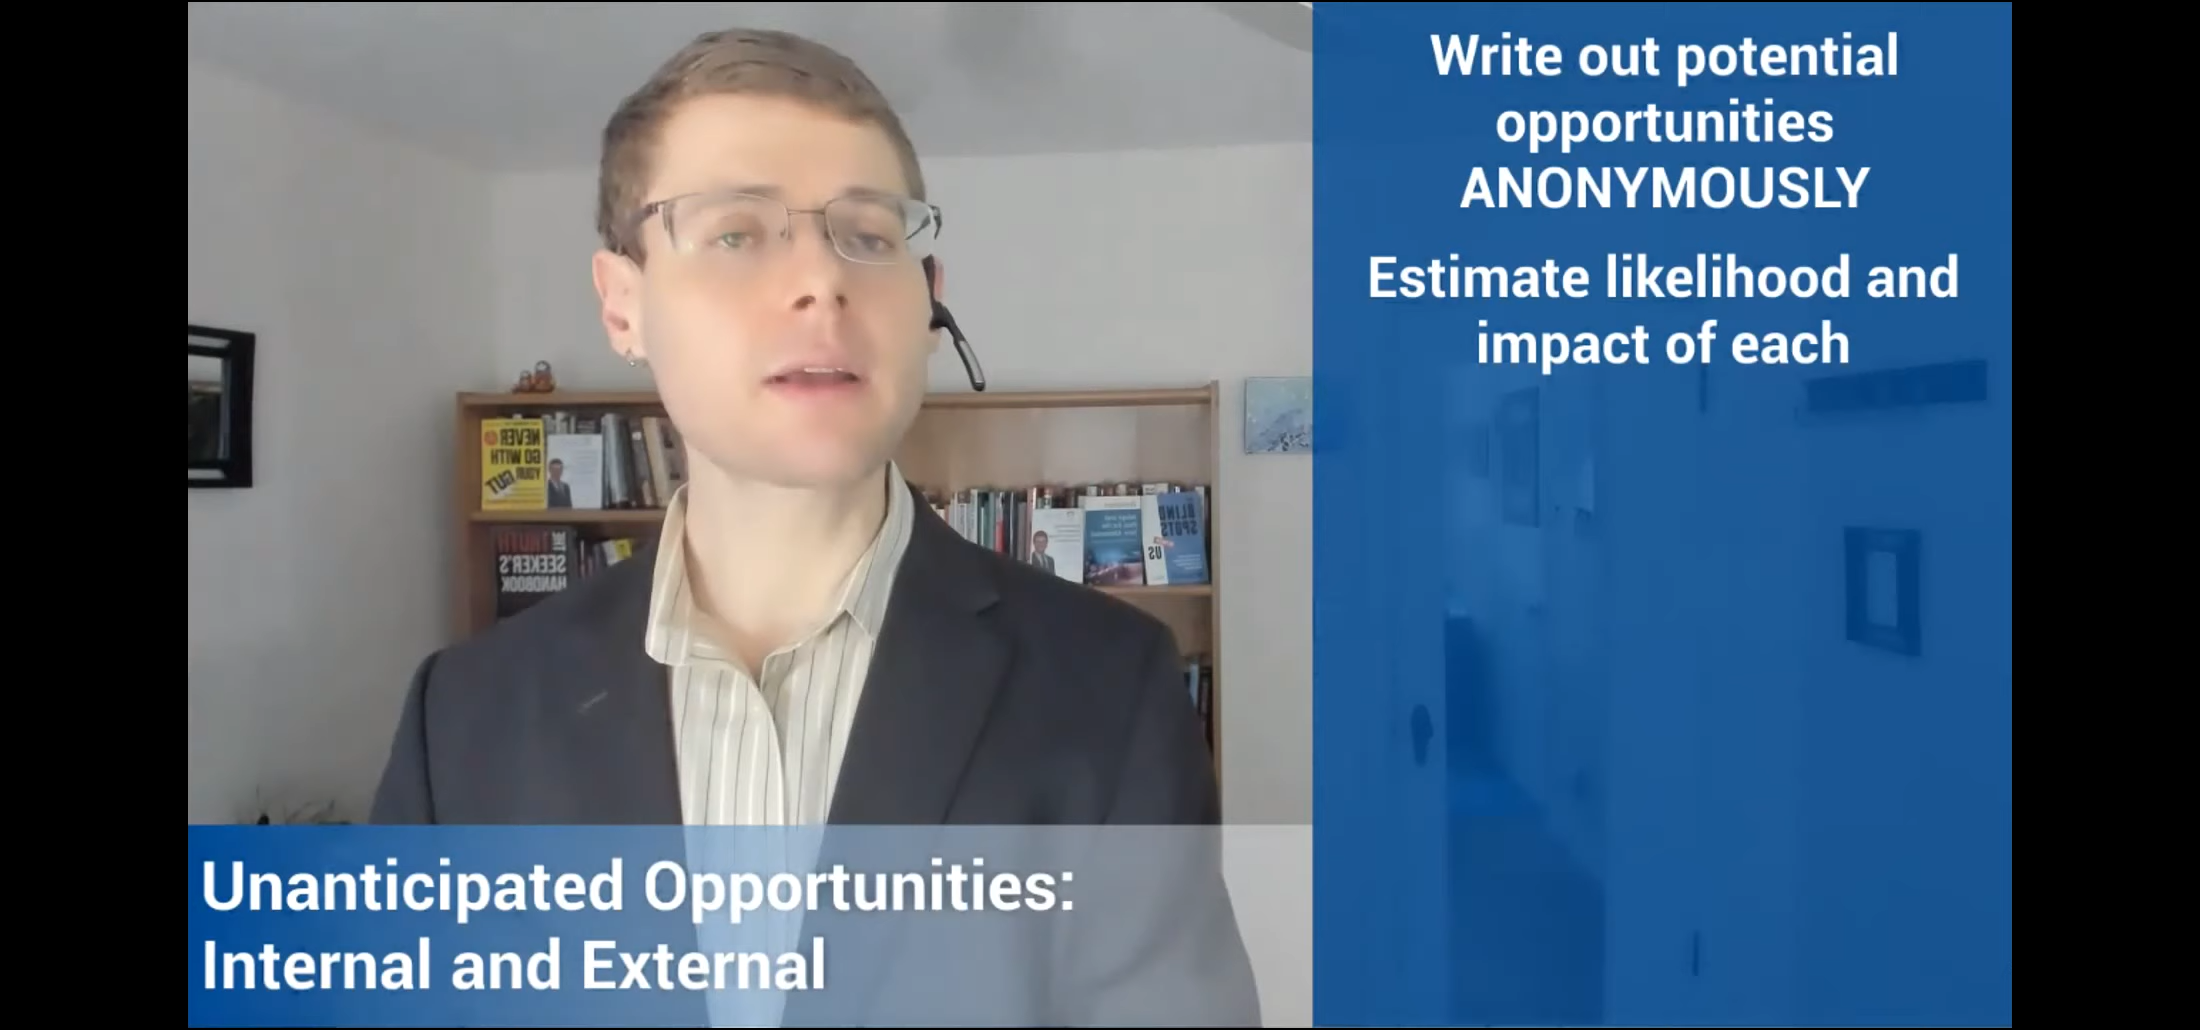 Write out potential
opportunities
ANONYMOUSLY
Estimate likelihood and
impact of each
NEVER
GO WITH
YOUR
GUT
THE
TRUTH
SEEKER'S
HANDBOOK
BLIND
SPOTS
US
Unanticipated Opportunities:
Internal and External